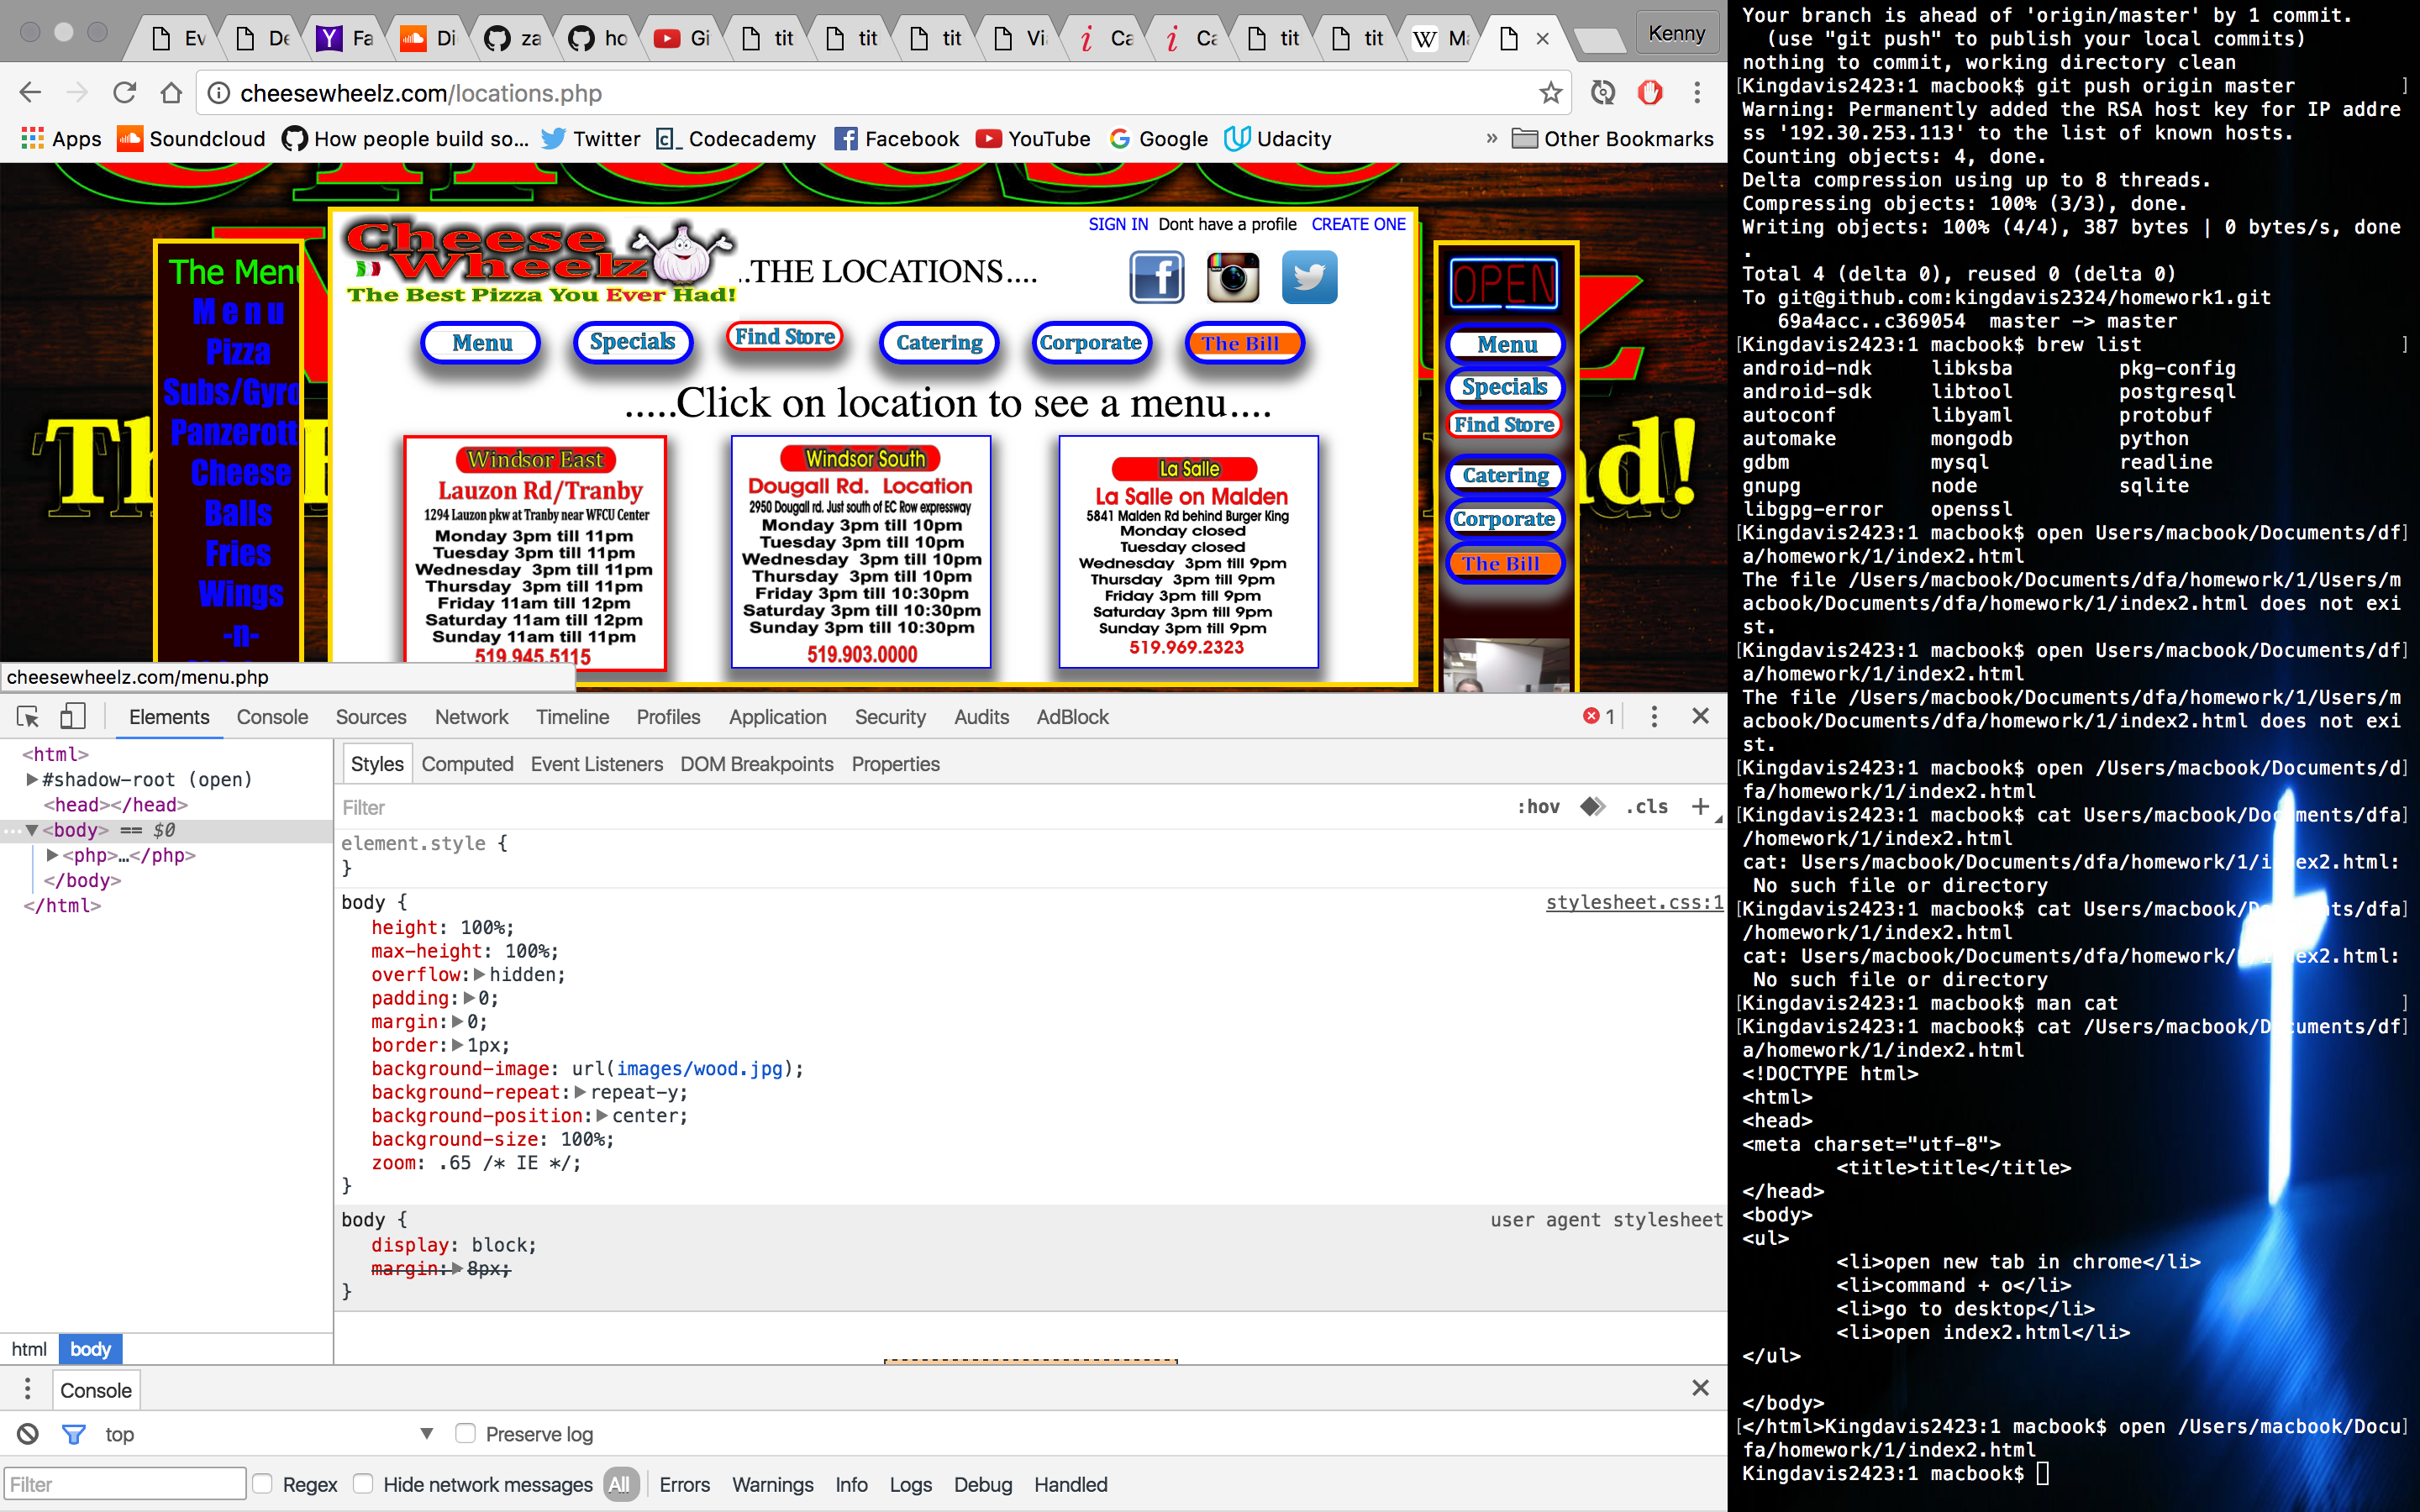 Ev
De
Fa
Di
za
ho
Gi
tit
tit
tit
Vi
Ca
Ca
tit
tit
W M
Kenny
cheesewheelz.com/locations.php
Apps Soundcloud How people build so... Twitter Codecademy Facebook YouTube Google Udacity » Other Bookmarks
The Menu
Menu
Pizza
Subs/Gyro
Panzerott
Cheese
Balls
Fries
Wings
-n-
Cheese
Wheelz
The Best Pizza You Ever Had!
SIGN IN Dont have a profile CREATE ONE
..THE LOCATIONS....
Menu Specials Find Store Catering Corporate The Bill
.....Click on location to see a menu....
Windsor East
Lauzon Rd/Tranby
1294 Lauzon pkw at Tranby near WFCU Center
Monday 3pm till 11pm
Tuesday 3pm till 11pm
Wednesday 3pm till 11pm
Thursday 3pm till 11pm
Friday 11am till 12pm
Saturday 11am till 12pm
Sunday 11am till 11pm
519.945.5115
Windsor South
Dougall Rd. Location
2950 Dougall rd. Just south of EC Row expressway
Monday 3pm till 10pm
Tuesday 3pm till 10pm
Wednesday 3pm till 10pm
Thursday 3pm till 10pm
Friday 3pm till 10:30pm
Saturday 3pm till 10:30pm
Sunday 3pm till 10:30pm
519.903.0000
La Salle
La Salle on Malden
5841 Malden Rd behind Burger King
Monday closed
Tuesday closed
Wednesday 3pm till 9pm
Thursday 3pm till 9pm
Friday 3pm till 9pm
Saturday 3pm till 9pm
Sunday 3pm till 9pm
519.969.2323
OPEN
Menu
Specials
Find Store
Catering
Corporate
The Bill
cheesewheelz.com/menu.php
Elements Console Sources Network Timeline Profiles Application Security Audits AdBlock 1
<html>
#shadow-root (open)
<head></head>
<body> == $0
<php>…</php>
</body>
</html>
html body
Styles Computed Event Listeners DOM Breakpoints Properties
Filter :hov .cls +
element.style {
}
body { stylesheet.css:1
height: 100%;
max-height: 100%;
overflow: hidden;
padding: 0;
margin: 0;
border: 1px;
background-image: url(images/wood.jpg);
background-repeat: repeat-y;
background-position: center;
background-size: 100%;
zoom: .65 /* IE */;
}
body { user agent stylesheet
display: block;
margin: 8px;
}
Console
top Preserve log
Filter Regex Hide network messages All Errors Warnings Info Logs Debug Handled
Your branch is ahead of 'origin/master' by 1 commit.
(use "git push" to publish your local commits)
nothing to commit, working directory clean
[Kingdavis2423:1 macbook$ git push origin master ]
Warning: Permanently added the RSA host key for IP addre
ss '192.30.253.113' to the list of known hosts.
Counting objects: 4, done.
Delta compression using up to 8 threads.
Compressing objects: 100% (3/3), done.
Writing objects: 100% (4/4), 387 bytes | 0 bytes/s, done
.
Total 4 (delta 0), reused 0 (delta 0)
To git@github.com:kingdavis2324/homework1.git
69a4acc..c369054 master -> master
[Kingdavis2423:1 macbook$ brew list ]
android-ndk libksba pkg-config
android-sdk libtool postgresql
autoconf libyaml protobuf
automake mongodb python
gdbm mysql readline
gnupg node sqlite
libgpg-error openssl
[Kingdavis2423:1 macbook$ open Users/macbook/Documents/df]
a/homework/1/index2.html
The file /Users/macbook/Documents/dfa/homework/1/Users/m
acbook/Documents/dfa/homework/1/index2.html does not exi
st.
[Kingdavis2423:1 macbook$ open Users/macbook/Documents/df]
a/homework/1/index2.html
The file /Users/macbook/Documents/dfa/homework/1/Users/m
acbook/Documents/dfa/homework/1/index2.html does not exi
st.
[Kingdavis2423:1 macbook$ open /Users/macbook/Documents/d]
fa/homework/1/index2.html
[Kingdavis2423:1 macbook$ cat Users/macbook/Documents/dfa]
/homework/1/index2.html
cat: Users/macbook/Documents/dfa/homework/1/index2.html:
No such file or directory
[Kingdavis2423:1 macbook$ cat Users/macbook/Documents/dfa]
/homework/1/index2.html
cat: Users/macbook/Documents/dfa/homework/1/index2.html:
No such file or directory
[Kingdavis2423:1 macbook$ man cat ]
[Kingdavis2423:1 macbook$ cat /Users/macbook/Documents/df]
a/homework/1/index2.html
<!DOCTYPE html>
<html>
<head>
<meta charset="utf-8">
<title>title</title>
</head>
<body>
<ul>
<li>open new tab in chrome</li>
<li>command + o</li>
<li>go to desktop</li>
<li>open index2.html</li>
</ul>
</body>
[</html>Kingdavis2423:1 macbook$ open /Users/macbook/Docu]
fa/homework/1/index2.html
Kingdavis2423:1 macbook$